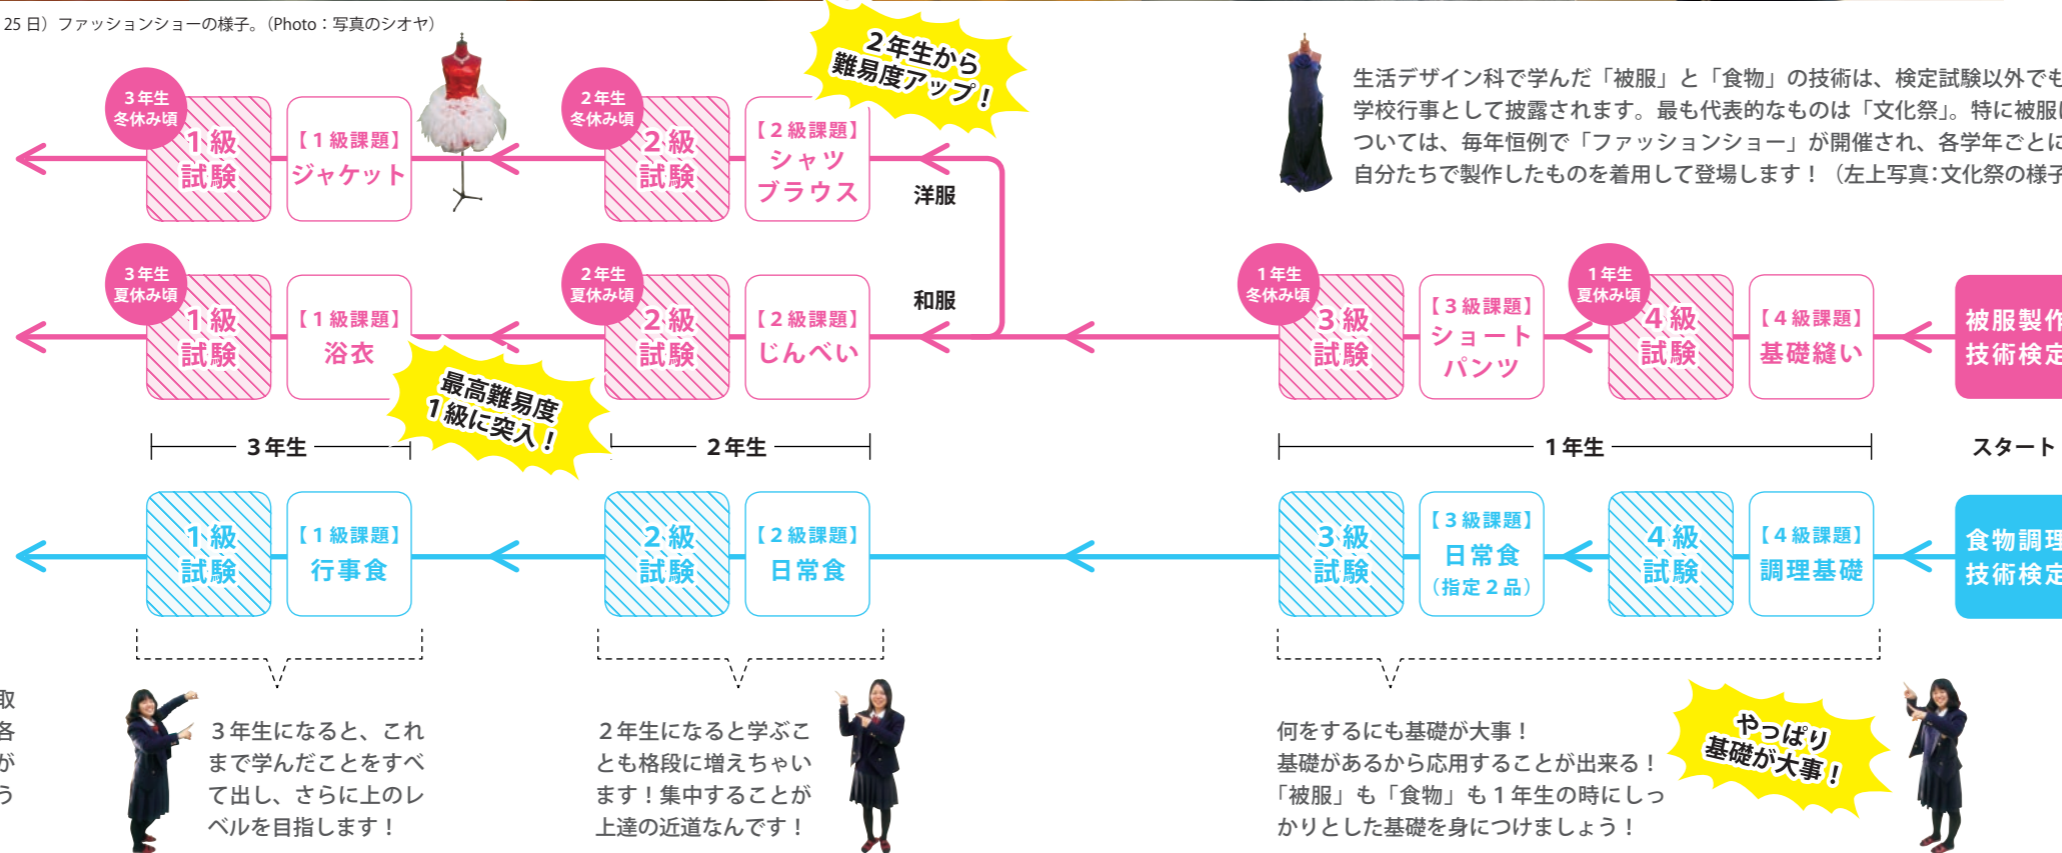 25 日）ファッションショーの様子。（Photo：写真のシオヤ）
２年生から
難易度アップ！
生活デザイン科で学んだ「被服」と「食物」の技術は、検定試験以外でも
学校行事として披露されます。最も代表的なものは「文化祭」。特に被服に
ついては、毎年恒例で「ファッションショー」が開催され、各学年ごとに
自分たちで製作したものを着用して登場します！（左上写真：文化祭の様子
３年生
冬休み頃
１級
試験
【１級課題】
ジャケット
２年生
冬休み頃
２級
試験
【２級課題】
シャツ
ブラウス
洋服
３年生
夏休み頃
１級
試験
【１級課題】
浴衣
２年生
夏休み頃
２級
試験
【２級課題】
じんべい
和服
１年生
冬休み頃
３級
試験
【３級課題】
ショート
パンツ
１年生
夏休み頃
４級
試験
【４級課題】
基礎縫い
被服製作
技術検定
最高難易度
１級に突入！
３年生
２年生
１年生
スタート
１級
試験
【１級課題】
行事食
２級
試験
【２級課題】
日常食
３級
試験
【３級課題】
日常食
（指定２品）
４級
試験
【４級課題】
調理基礎
食物調理
技術検定
取
各
が
う
３年生になると、これ
まで学んだことをすべ
て出し、さらに上のレ
ベルを目指します！
２年生になると学ぶこ
とも格段に増えちゃい
ます！集中することが
上達の近道なんです！
何をするにも基礎が大事！
基礎があるから応用することが出来る！
「被服」も「食物」も１年生の時にしっ
かりとした基礎を身につけましょう！
やっぱり
基礎が大事！